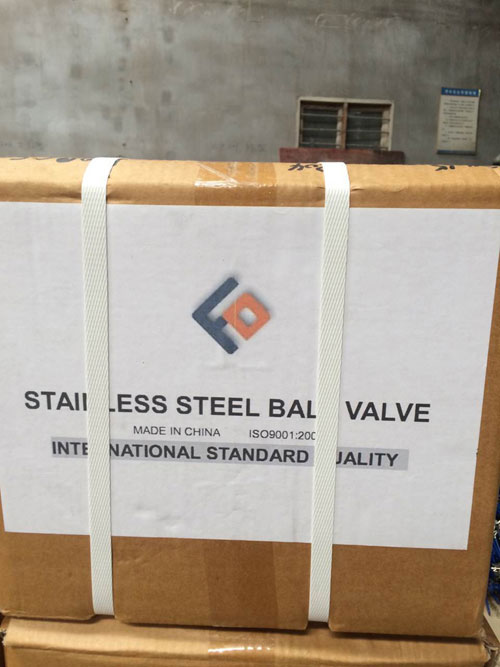 STAI LESS STEEL BAL VALVE
MADE IN CHINA ISO9001:200
INTE NATIONAL STANDARD UALITY